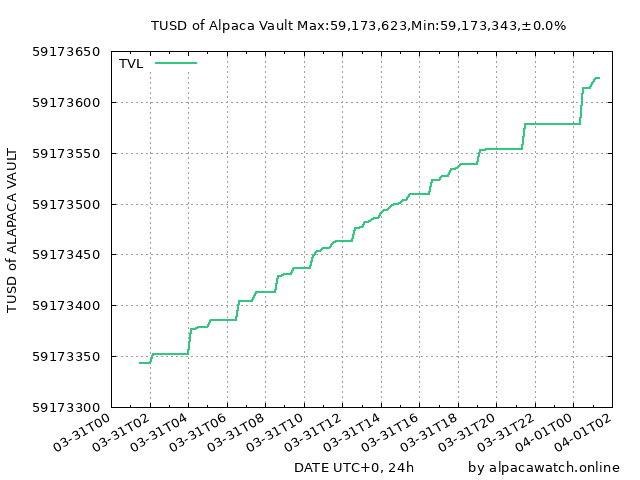 TUSD of Alpaca Vault Max:59,173,623,Min:59,173,343,±0.0%
TVL
59173650
59173600
59173550
59173500
59173450
59173400
59173350
59173300
TUSD of ALAPACA VAULT
03-31T00
03-31T02
03-31T04
03-31T06
03-31T08
03-31T10
03-31T12
03-31T14
03-31T16
03-31T18
03-31T20
03-31T22
04-01T00
04-01T02
DATE UTC+0, 24h
by alpacawatch.online